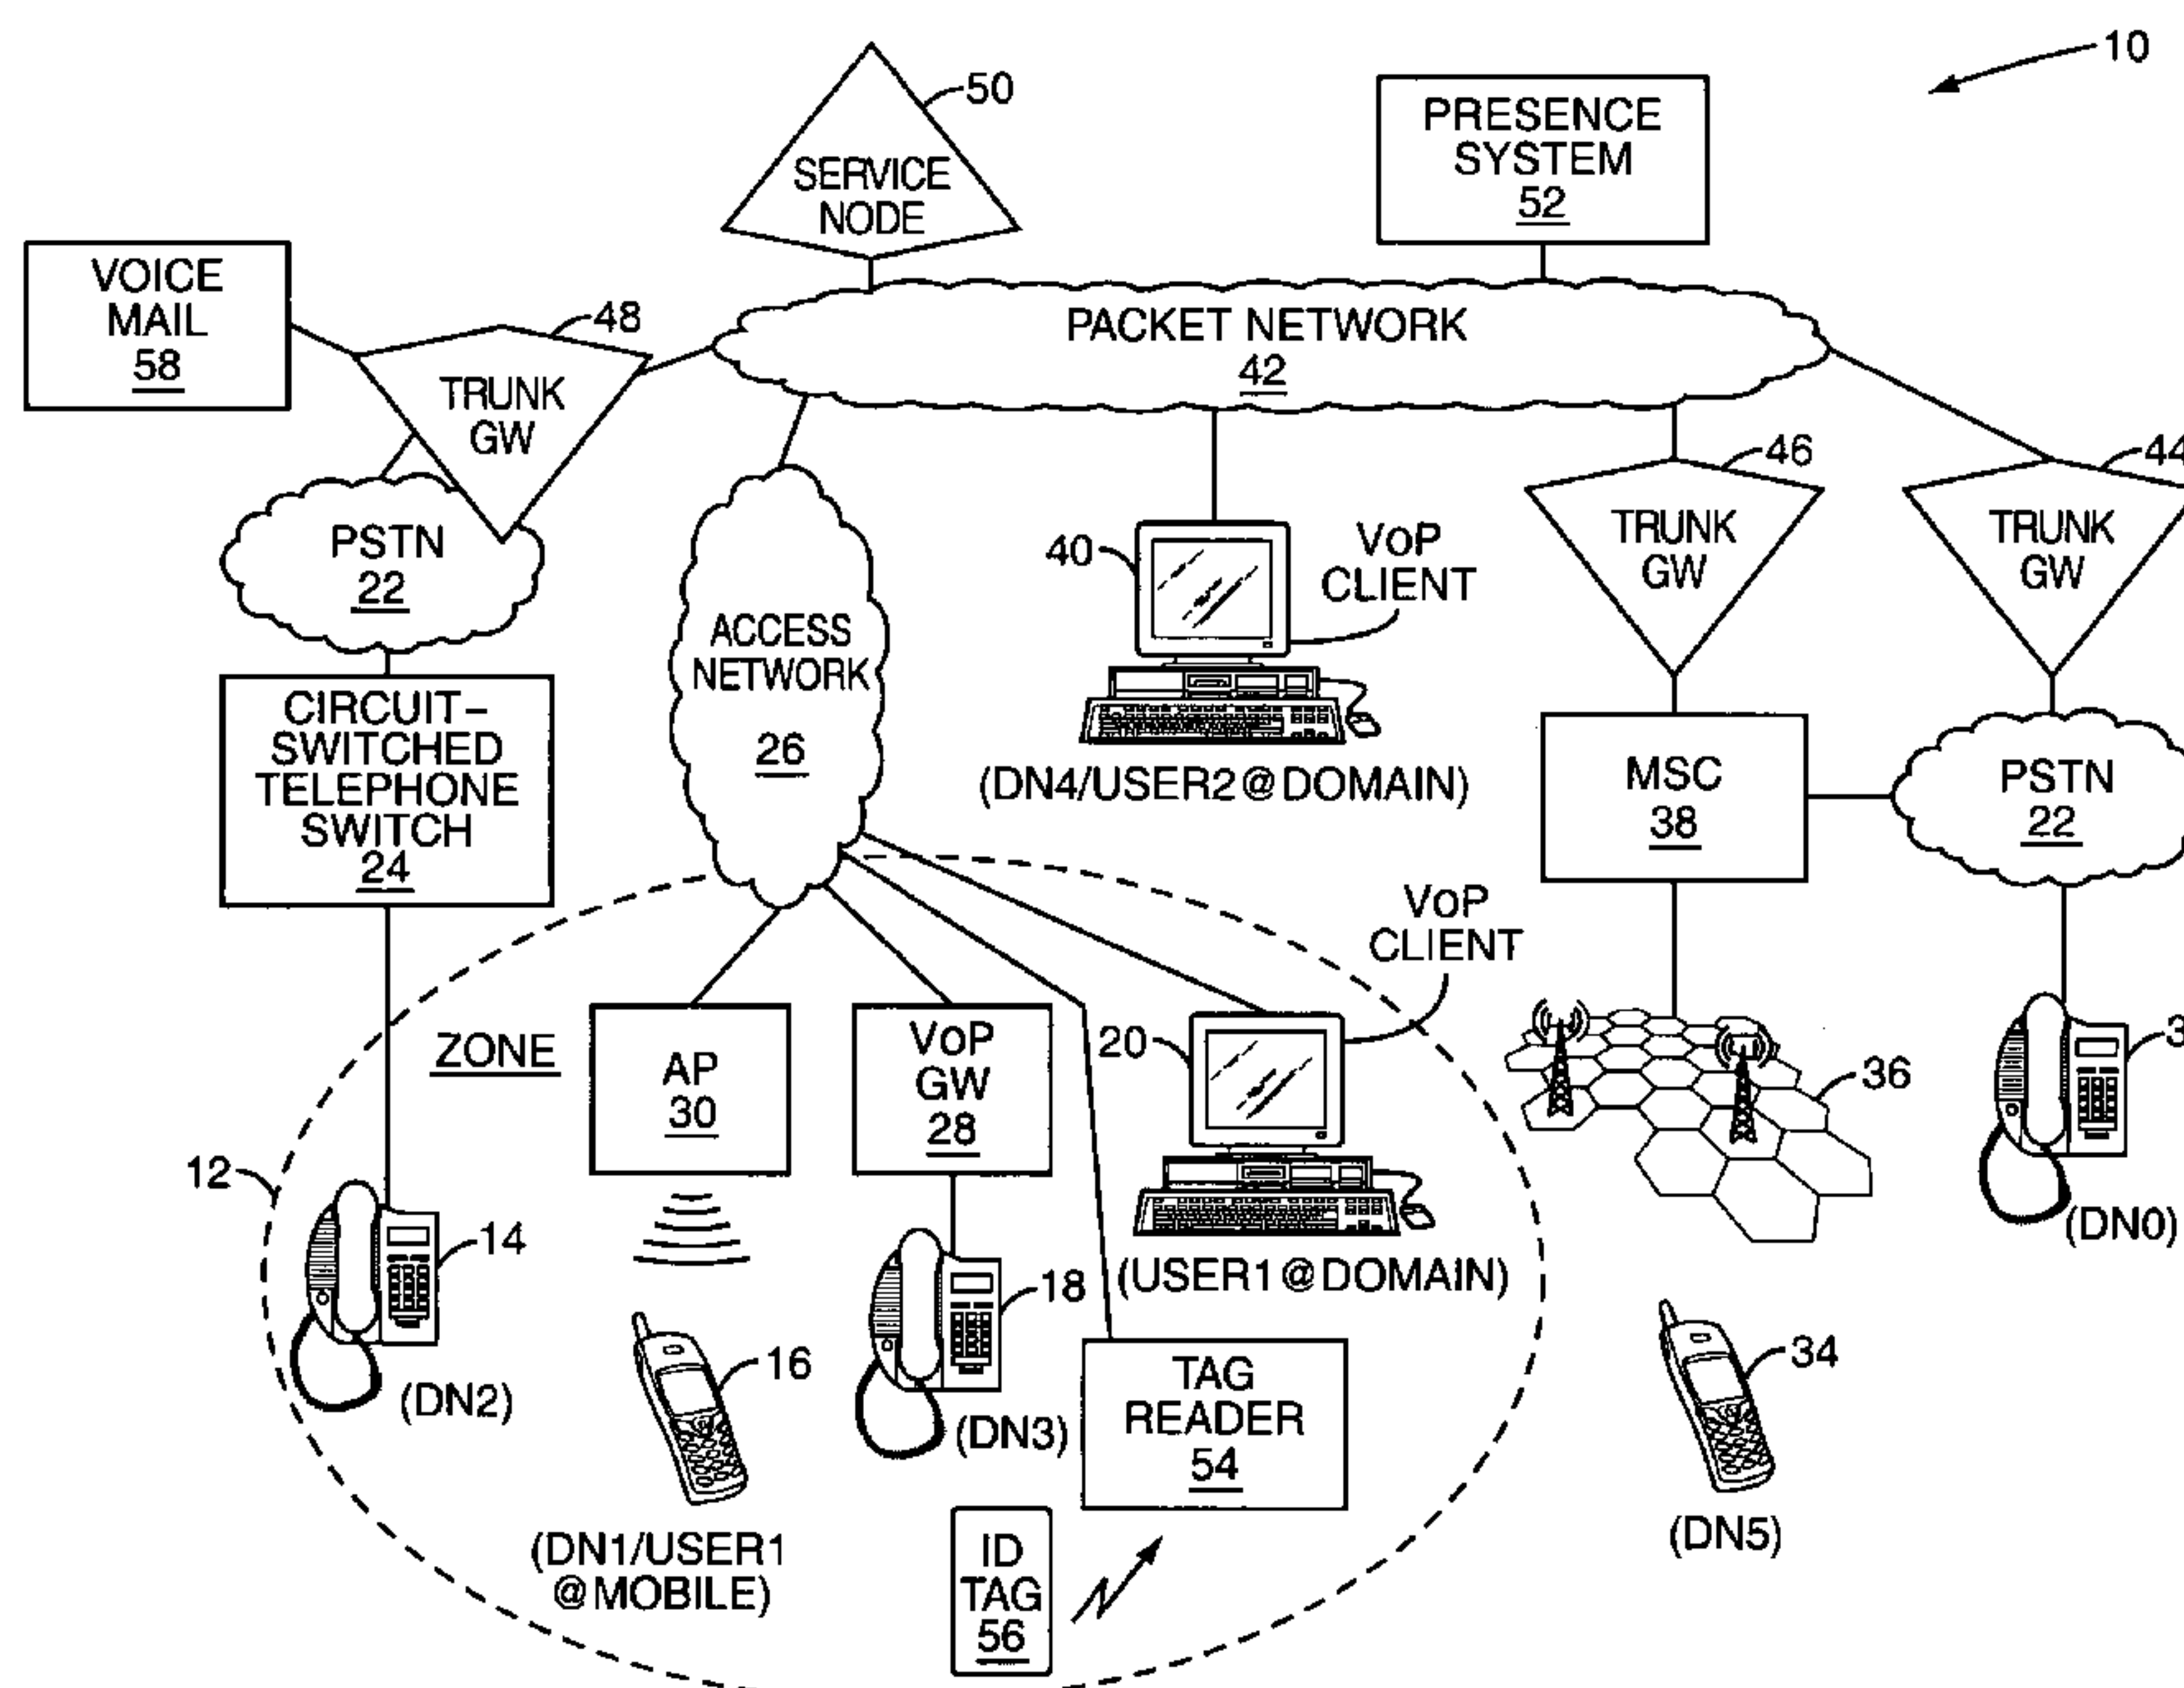 10
50
SERVICE
NODE
PRESENCE
SYSTEM
52
VOICE
MAIL
58
48
TRUNK
GW
PACKET NETWORK
42
46
TRUNK
GW
44
TRUNK
GW
PSTN
22
40
VoP
CLIENT
(DN4/USER2@DOMAIN)
ACCESS
NETWORK
26
CIRCUIT-
SWITCHED
TELEPHONE
SWITCH
24
MSC
38
PSTN
22
VoP
CLIENT
ZONE
AP
30
VoP
GW
28
20
(USER1@DOMAIN)
36
(DN0)
12
14
(DN2)
16
(DN1/USER1
@MOBILE)
18
(DN3)
TAG
READER
54
ID
TAG
56
34
(DN5)